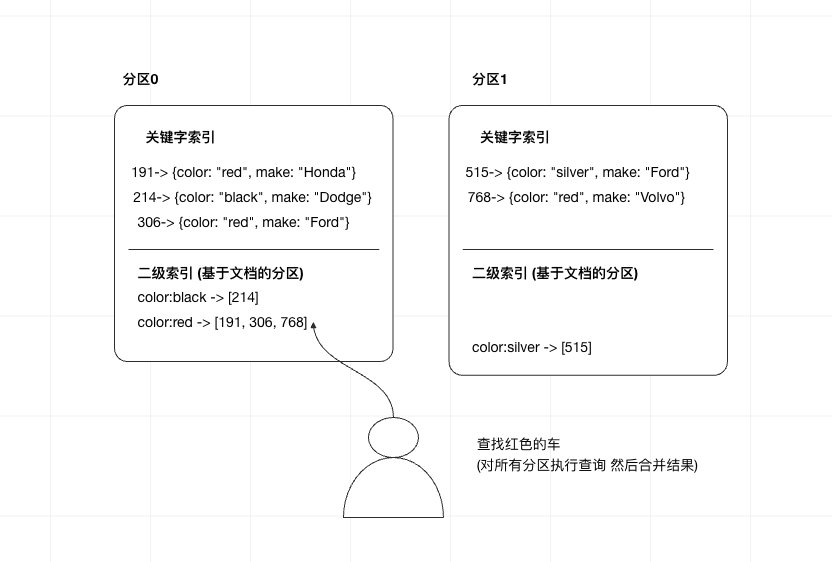 分区0
关键字索引
191-> {color: "red", make: "Honda"}
214-> {color: "black", make: "Dodge"}
306-> {color: "red", make: "Ford"}
二级索引 (基于文档的分区)
color:black -> [214]
color:red -> [191, 306, 768]
分区1
关键字索引
515-> {color: "silver", make: "Ford"}
768-> {color: "red", make: "Volvo"}
二级索引 (基于文档的分区)
color:silver -> [515]
查找红色的车
(对所有分区执行查询 然后合并结果)